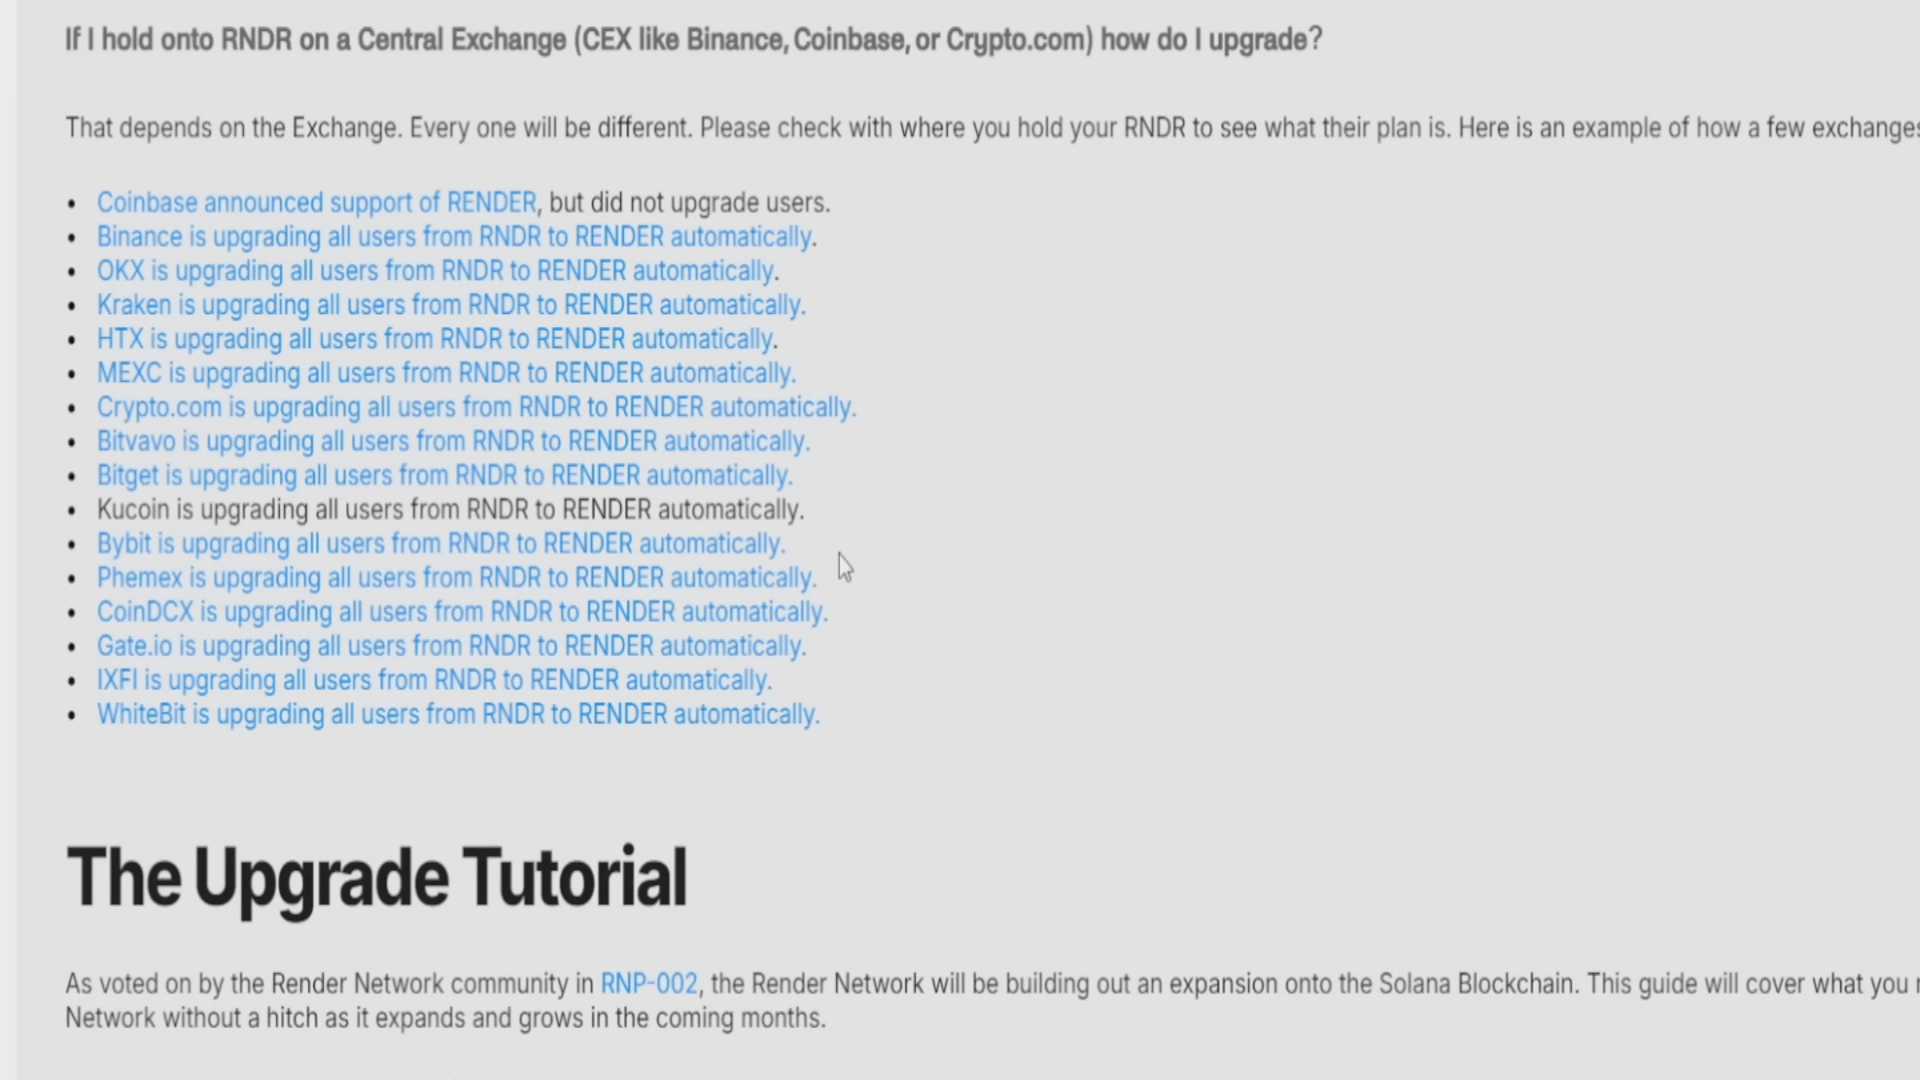 If I hold onto RNDR on a Central Exchange (CEX like Binance, Coinbase, or Crypto.com) how do I upgrade?
That depends on the Exchange. Every one will be different. Please check with where you hold your RNDR to see what their plan is. Here is an example of how a few exchanges
• Coinbase announced support of RENDER, but did not upgrade users.
• Binance is upgrading all users from RNDR to RENDER automatically.
• OKX is upgrading all users from RNDR to RENDER automatically.
• Kraken is upgrading all users from RNDR to RENDER automatically.
• HTX is upgrading all users from RNDR to RENDER automatically.
• MEXC is upgrading all users from RNDR to RENDER automatically.
• Crypto.com is upgrading all users from RNDR to RENDER automatically.
• Bitvavo is upgrading all users from RNDR to RENDER automatically.
• Bitget is upgrading all users from RNDR to RENDER automatically.
• Kucoin is upgrading all users from RNDR to RENDER automatically.
• Bybit is upgrading all users from RNDR to RENDER automatically.
• Phemex is upgrading all users from RNDR to RENDER automatically.
• CoinDCX is upgrading all users from RNDR to RENDER automatically.
• Gate.io is upgrading all users from RNDR to RENDER automatically.
• IXFI is upgrading all users from RNDR to RENDER automatically.
• WhiteBit is upgrading all users from RNDR to RENDER automatically.
The Upgrade Tutorial
As voted on by the Render Network community in RNP-002, the Render Network will be building out an expansion onto the Solana Blockchain. This guide will cover what you
Network without a hitch as it expands and grows in the coming months.